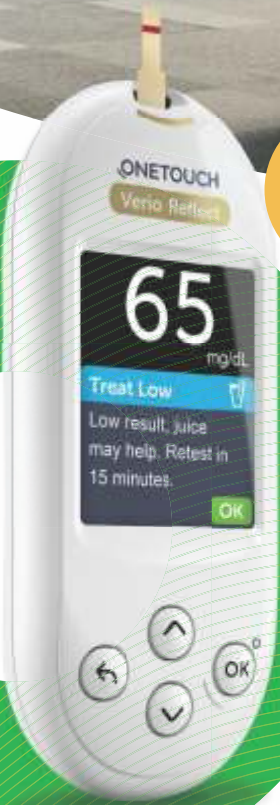 ONETOUCH
Verio Reflect
65
mg/dL
Treat Low
Low result, juice
may help. Retest in
15 minutes.
OK
OK